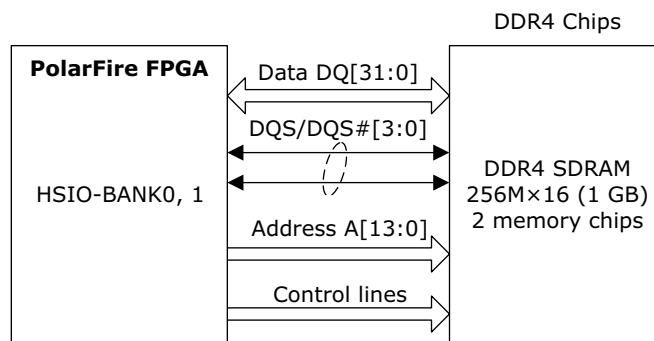 DDR4 Chips
PolarFire FPGA
Data DQ[31:0]
DQS/DQS#[3:0]
HSIO-BANK0, 1
DDR4 SDRAM
256M×16 (1 GB)
2 memory chips
Address A[13:0]
Control lines